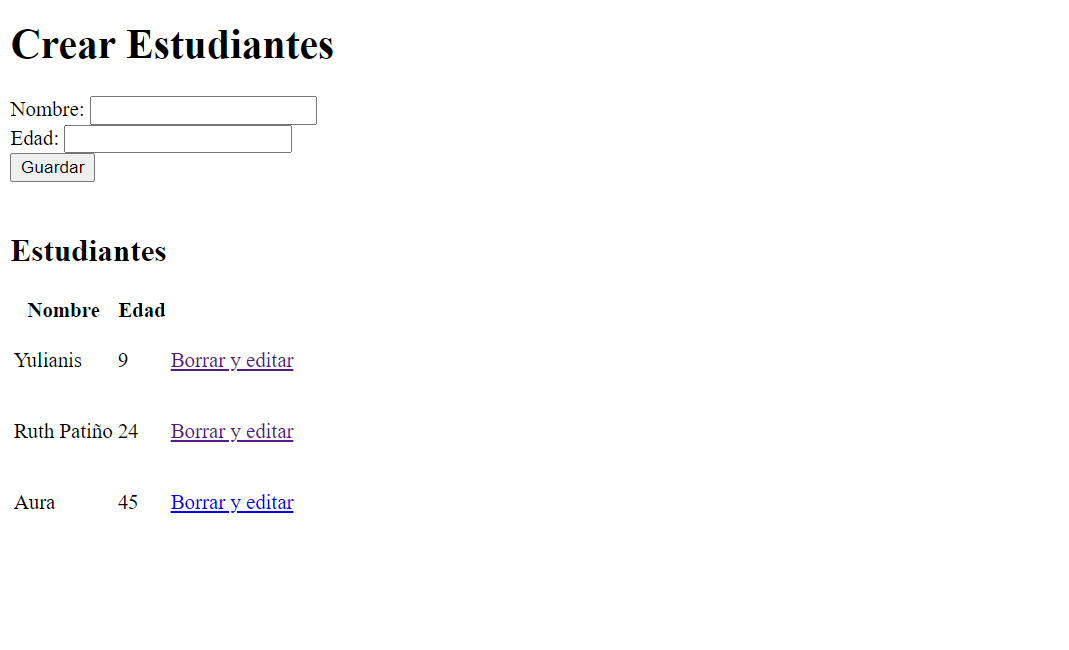 Crear Estudiantes
Nombre:
Edad:
Guardar
Estudiantes
Nombre Edad
Yulianis 9 Borrar y editar
Ruth Patiño 24 Borrar y editar
Aura 45 Borrar y editar